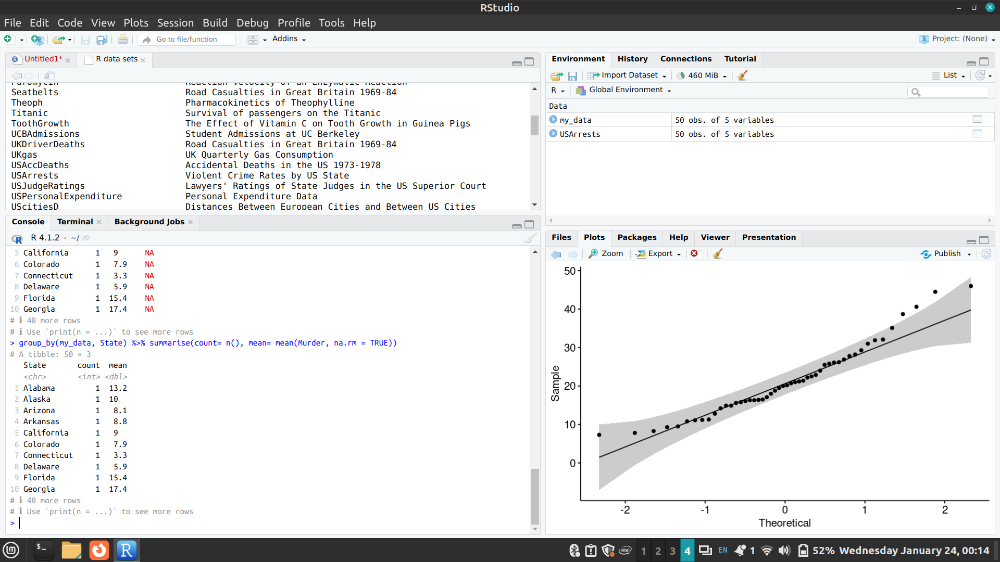 RStudio
File Edit Code View Plots Session Build Debug Profile Tools Help
Go to file/function Addins Project: (None)
Untitled1* R data sets
Puromycin Reaction Velocity of an Enzymatic Reaction
Seatbelts Road Casualties in Great Britain 1969-84
Theoph Pharmacokinetics of Theophylline
Titanic Survival of passengers on the Titanic
ToothGrowth The Effect of Vitamin C on Tooth Growth in Guinea Pigs
UCBAdmissions Student Admissions at UC Berkeley
UKDriverDeaths Road Casualties in Great Britain 1969-84
UKgas UK Quarterly Gas Consumption
USAccDeaths Accidental Deaths in the US 1973-1978
USArrests Violent Crime Rates by US State
USJudgeRatings Lawyers' Ratings of State Judges in the US Superior Court
USPersonalExpenditure Personal Expenditure Data
UScitiesD Distances Between European Cities and Between US Cities
Console Terminal Background Jobs
R 4.1.2 · ~/
5 California 1 9 NA
6 Colorado 1 7.9 NA
7 Connecticut 1 3.3 NA
8 Delaware 1 5.9 NA
9 Florida 1 15.4 NA
10 Georgia 1 17.4 NA
# ℹ 40 more rows
# ℹ Use `print(n = ...)` to see more rows
> group_by(my_data, State) %>% summarise(count= n(), mean= mean(Murder, na.rm = TRUE))
# A tibble: 50 × 3
State count mean
<chr> <int> <dbl>
1 Alabama 1 13.2
2 Alaska 1 10
3 Arizona 1 8.1
4 Arkansas 1 8.8
5 California 1 9
6 Colorado 1 7.9
7 Connecticut 1 3.3
8 Delaware 1 5.9
9 Florida 1 15.4
10 Georgia 1 17.4
# ℹ 40 more rows
# ℹ Use `print(n = ...)` to see more rows
>
Environment History Connections Tutorial
Import Dataset 460 MiB List
R Global Environment
Data
my_data 50 obs. of 5 variables
USArrests 50 obs. of 5 variables
Files Plots Packages Help Viewer Presentation
Zoom Export Publish
50
40
30
20
10
0
Sample
-2 -1 0 1 2
Theoretical
intel 1 2 3 4 EN 1 52% Wednesday January 24, 00:14